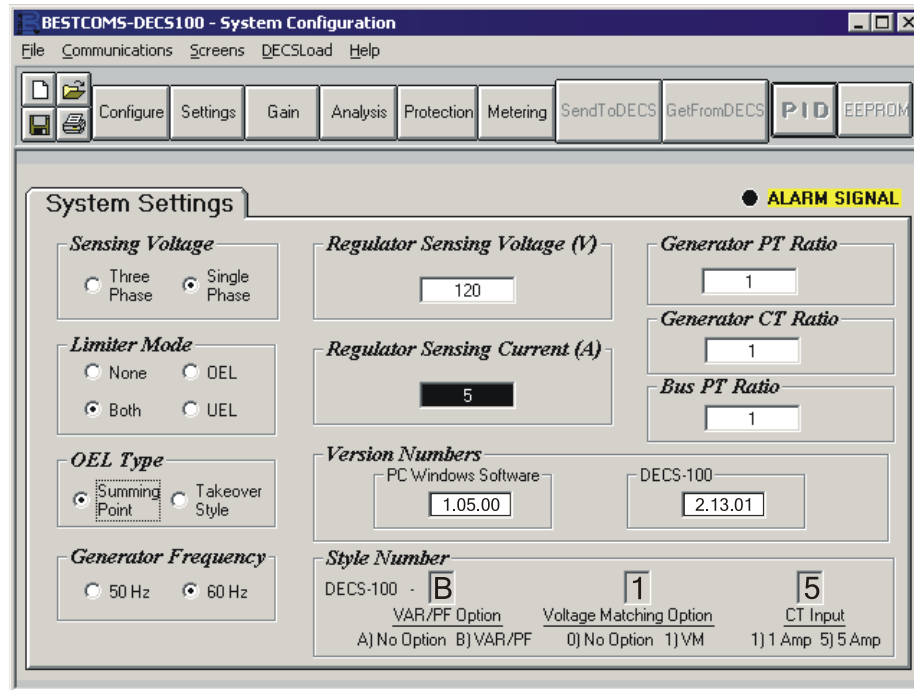 BESTCOMS-DECS100 - System Configuration
File Communications Screens DECSLoad Help
Configure Settings Gain Analysis Protection Metering SendToDECS GetFromDECS PID EEPROM
System Settings
ALARM SIGNAL
Sensing Voltage
Three Phase
Single Phase
Regulator Sensing Voltage (V)
120
Generator PT Ratio
1
Limiter Mode
None OEL
Both UEL
Regulator Sensing Current (A)
5
Generator CT Ratio
1
Bus PT Ratio
1
OEL Type
Summing Point
Takeover Style
Version Numbers
PC Windows Software
1.05.00
DECS-100
2.13.01
Generator Frequency
50 Hz 60 Hz
Style Number
DECS-100 - B 1 5
VAR/PF Option Voltage Matching Option CT Input
A) No Option B) VAR/PF 0) No Option 1) VM 1) 1 Amp 5) 5 Amp